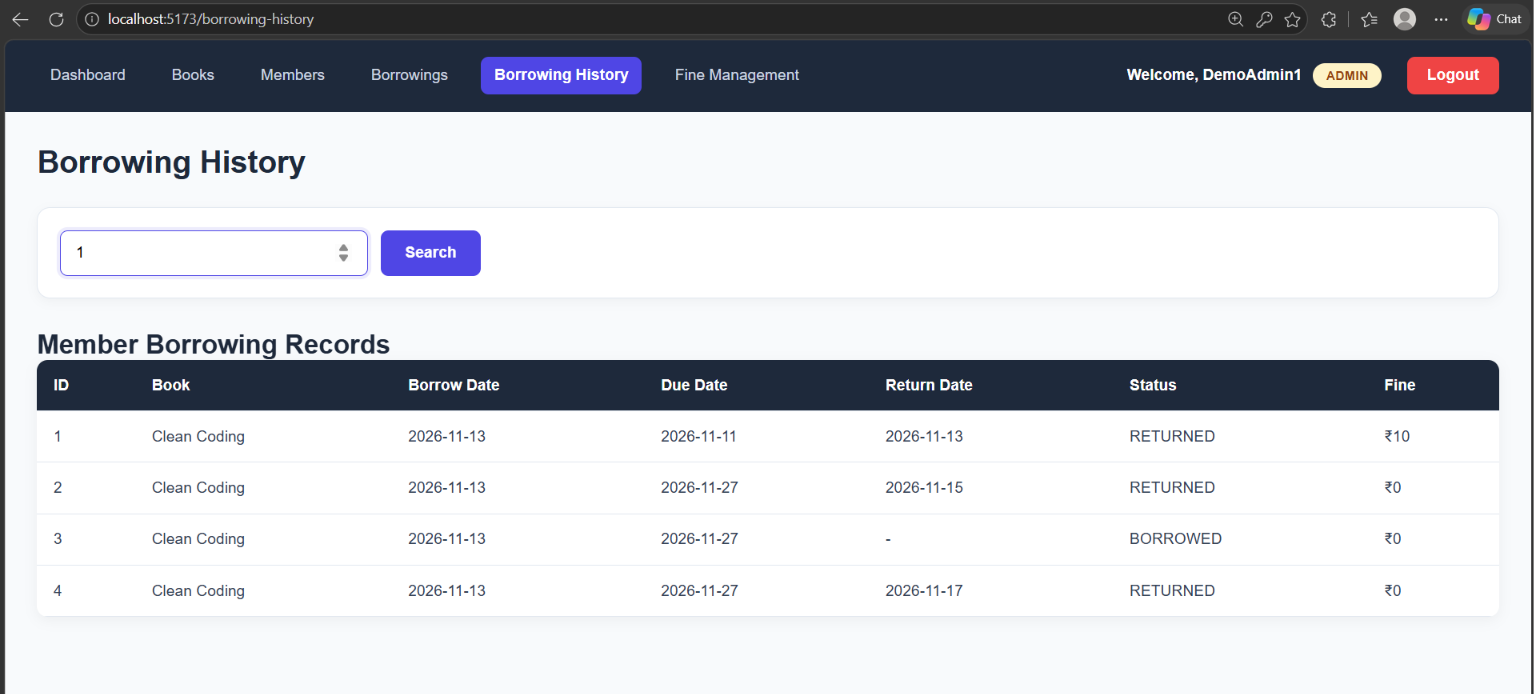 localhost:5173/borrowing-history Chat
Dashboard Books Members Borrowings Borrowing History Fine Management Welcome, DemoAdmin1 ADMIN Logout
Borrowing History
1 Search
Member Borrowing Records
ID Book Borrow Date Due Date Return Date Status Fine
1 Clean Coding 2026-11-13 2026-11-11 2026-11-13 RETURNED ₹10
2 Clean Coding 2026-11-13 2026-11-27 2026-11-15 RETURNED ₹0
3 Clean Coding 2026-11-13 2026-11-27 - BORROWED ₹0
4 Clean Coding 2026-11-13 2026-11-27 2026-11-17 RETURNED ₹0